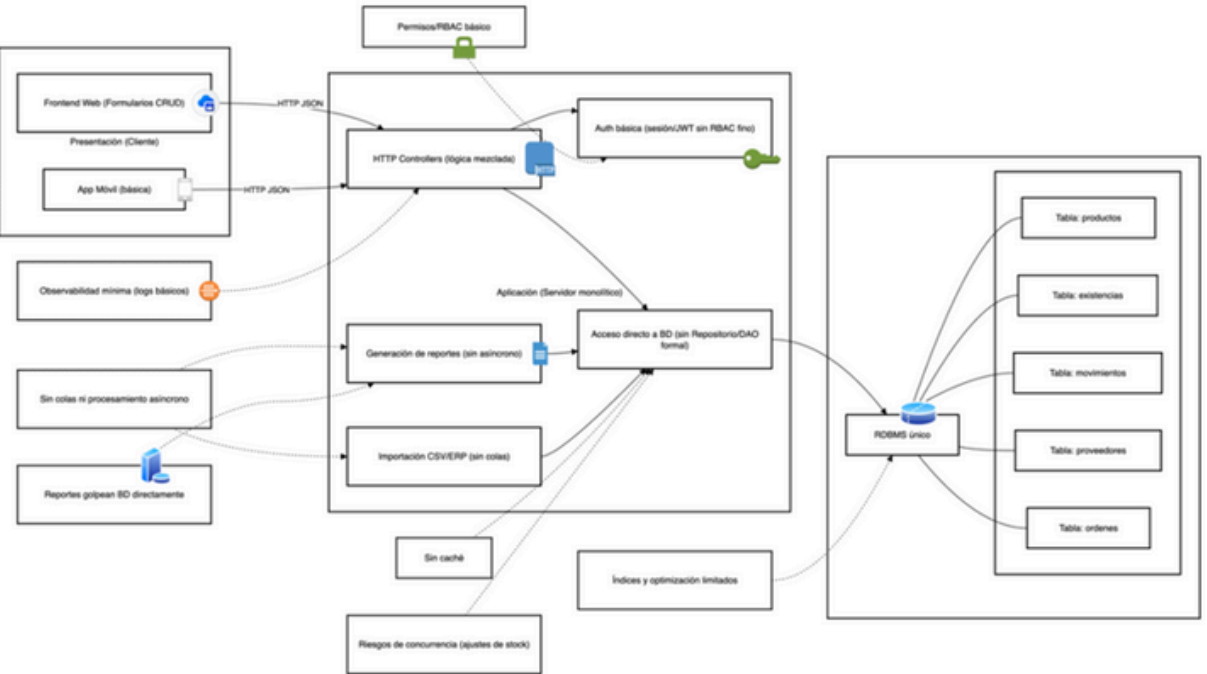 Permisos/RBAC básico
Frontend Web (Formularios CRUD)
HTTP JSON
Presentación (Cliente)
App Móvil (básica)
HTTP JSON
HTTP Controllers (lógica mezclada)
HTTP
Auth básica (sesión/JWT sin RBAC fino)
Observabilidad mínima (logs básicos)
Aplicación (Servidor monolítico)
Generación de reportes (sin asíncrono)
Acceso directo a BD (sin Repositorio/DAO
formal)
Sin colas ni procesamiento asíncrono
Importación CSV/ERP (sin colas)
Reportes golpean BD directamente
Sin caché
Índices y optimización limitados
Riesgos de concurrencia (ajustes de stock)
RDBMS único
Tabla: productos
Tabla: existencias
Tabla: movimientos
Tabla: proveedores
Tabla: ordenes